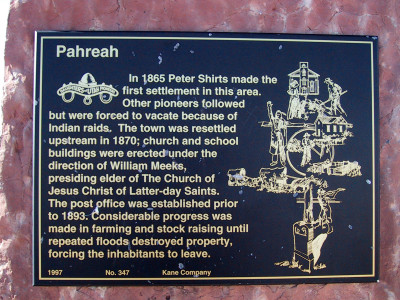 Pahreah
In 1865 Peter Shirts made the
first settlement in this area.
Other pioneers followed
but were forced to vacate because of
Indian raids. The town was resettled
upstream in 1870; church and school
buildings were erected under the
direction of William Meeks,
presiding elder of The Church of
Jesus Christ of Latter-day Saints.
The post office was established prior
to 1893. Considerable progress was
made in farming and stock raising until
repeated floods destroyed property,
forcing the inhabitants to leave.
1997 No. 347 Kane Company